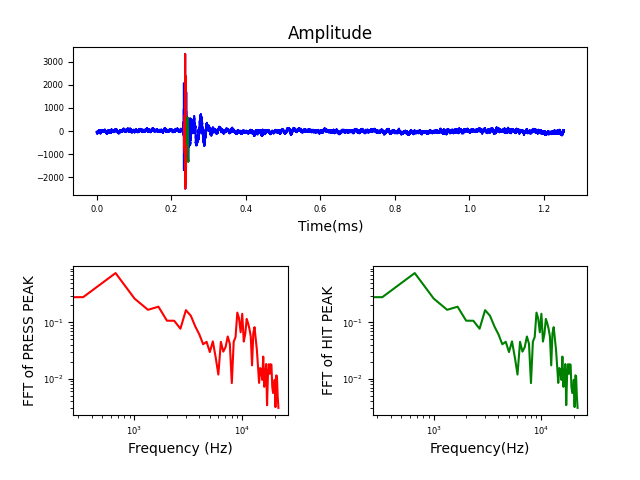 Amplitude
3000
2000
1000
0
−1000
−2000
0.0 0.2 0.4 0.6 0.8 1.0 1.2
Time(ms)
FFT of PRESS PEAK
10⁻¹
10⁻²
10³ 10⁴
Frequency (Hz)
FFT of HIT PEAK
10⁻¹
10⁻²
10³ 10⁴
Frequency(Hz)